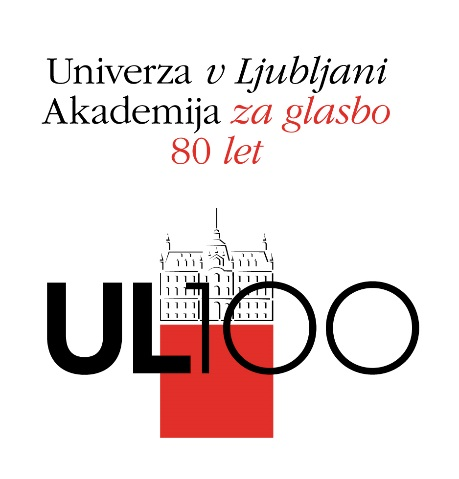 Univerza v Ljubljani
Akademija za glasbo
80 let
UL100